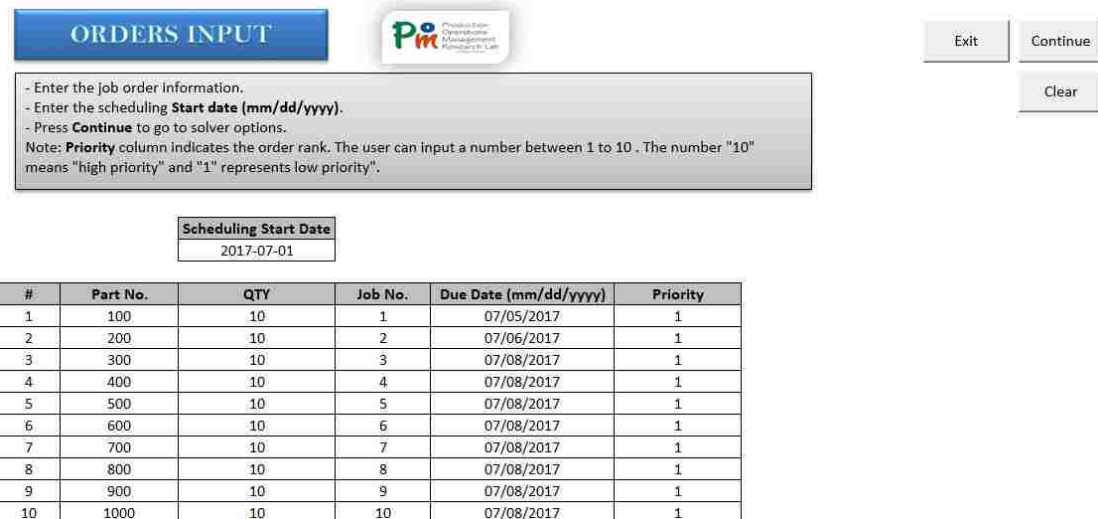 ORDERS INPUT
Pm Production Operations Management Research Lab
Exit Continue
Clear
- Enter the job order information.
- Enter the scheduling Start date (mm/dd/yyyy).
- Press Continue to go to solver options.
Note: Priority column indicates the order rank. The user can input a number between 1 to 10 . The number "10"
means "high priority" and "1" represents low priority".
Scheduling Start Date
2017-07-01
# Part No. QTY Job No. Due Date (mm/dd/yyyy) Priority
1 100 10 1 07/05/2017 1
2 200 10 2 07/06/2017 1
3 300 10 3 07/08/2017 1
4 400 10 4 07/08/2017 1
5 500 10 5 07/08/2017 1
6 600 10 6 07/08/2017 1
7 700 10 7 07/08/2017 1
8 800 10 8 07/08/2017 1
9 900 10 9 07/08/2017 1
10 1000 10 10 07/08/2017 1